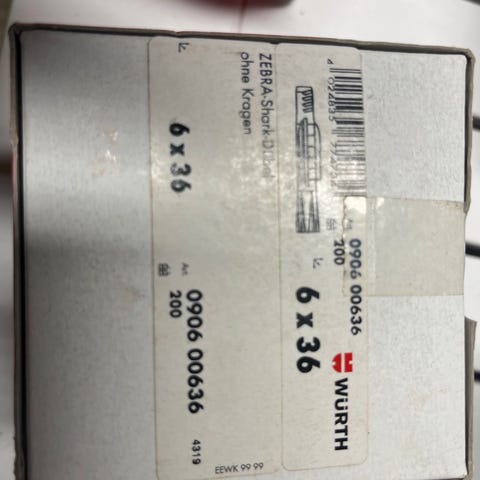 WÜRTH
0906 00636
200
6 x 36
ZEBRA-Shark-Dübel
ohne Kragen
6 x 36
Art.
0906 00636
200
4319
EEWK 99 99